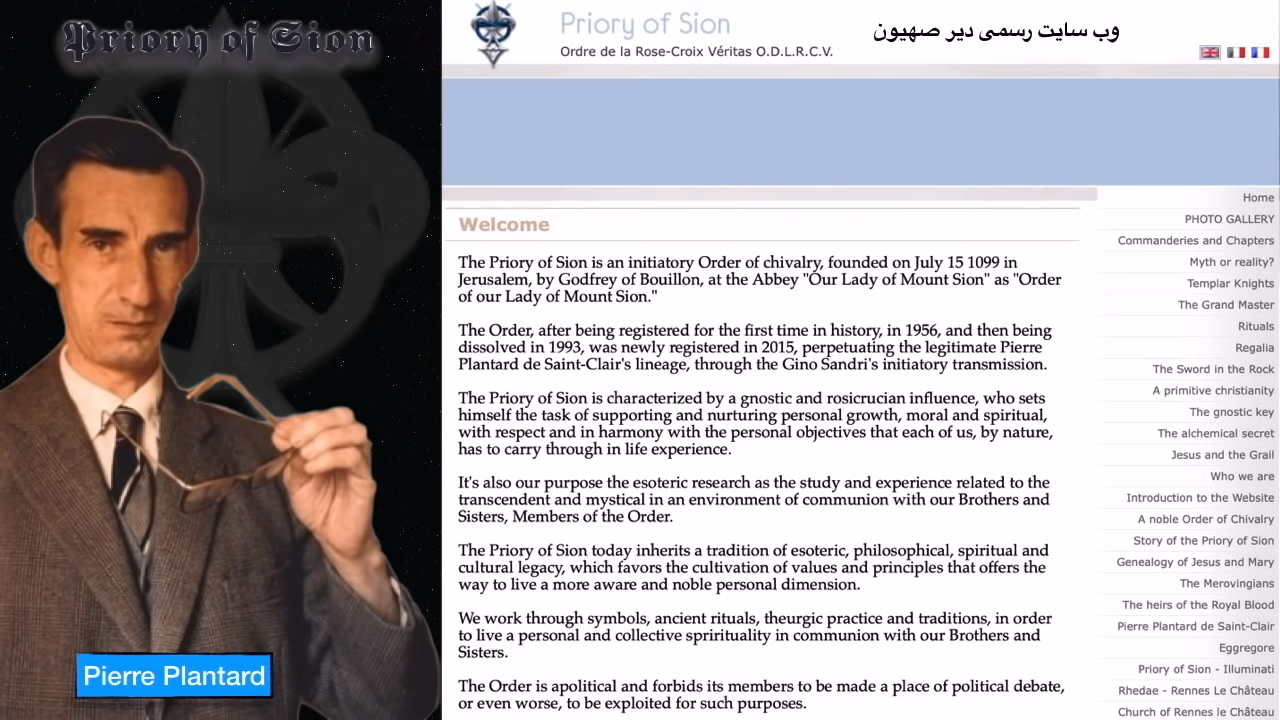 Priory of Sion
Pierre Plantard
Priory of Sion
Ordre de la Rose-Croix Véritas O.D.L.R.C.V.
وب سایت رسمی دیر صهیون
Welcome
The Priory of Sion is an initiatory Order of chivalry, founded on July 15 1099 in
Jerusalem, by Godfrey of Bouillon, at the Abbey "Our Lady of Mount Sion" as "Order
of our Lady of Mount Sion."
The Order, after being registered for the first time in history, in 1956, and then being
dissolved in 1993, was newly registered in 2015, perpetuating the legitimate Pierre
Plantard de Saint-Clair's lineage, through the Gino Sandri's initiatory transmission.
The Priory of Sion is characterized by a gnostic and rosicrucian influence, who sets
himself the task of supporting and nurturing personal growth, moral and spiritual,
with respect and in harmony with the personal objectives that each of us, by nature,
has to carry through in life experience.
It's also our purpose the esoteric research as the study and experience related to the
transcendent and mystical in an environment of communion with our Brothers and
Sisters, Members of the Order.
The Priory of Sion today inherits a tradition of esoteric, philosophical, spiritual and
cultural legacy, which favors the cultivation of values and principles that offers the
way to live a more aware and noble personal dimension.
We work through symbols, ancient rituals, theurgic practice and traditions, in order
to live a personal and collective sprirituality in communion with our Brothers and
Sisters.
The Order is apolitical and forbids its members to be made a place of political debate,
or even worse, to be exploited for such purposes.
Home
PHOTO GALLERY
Commanderies and Chapters
Myth or reality?
Templar Knights
The Grand Master
Rituals
Regalia
The Sword in the Rock
A primitive christianity
The gnostic key
The alchemical secret
Jesus and the Grail
Who we are
Introduction to the Website
A noble Order of Chivalry
Story of the Priory of Sion
Genealogy of Jesus and Mary
The Merovingians
The heirs of the Royal Blood
Pierre Plantard de Saint-Clair
Eggregore
Priory of Sion - Illuminati
Rhedae - Rennes Le Château
Church of Rennes le Château